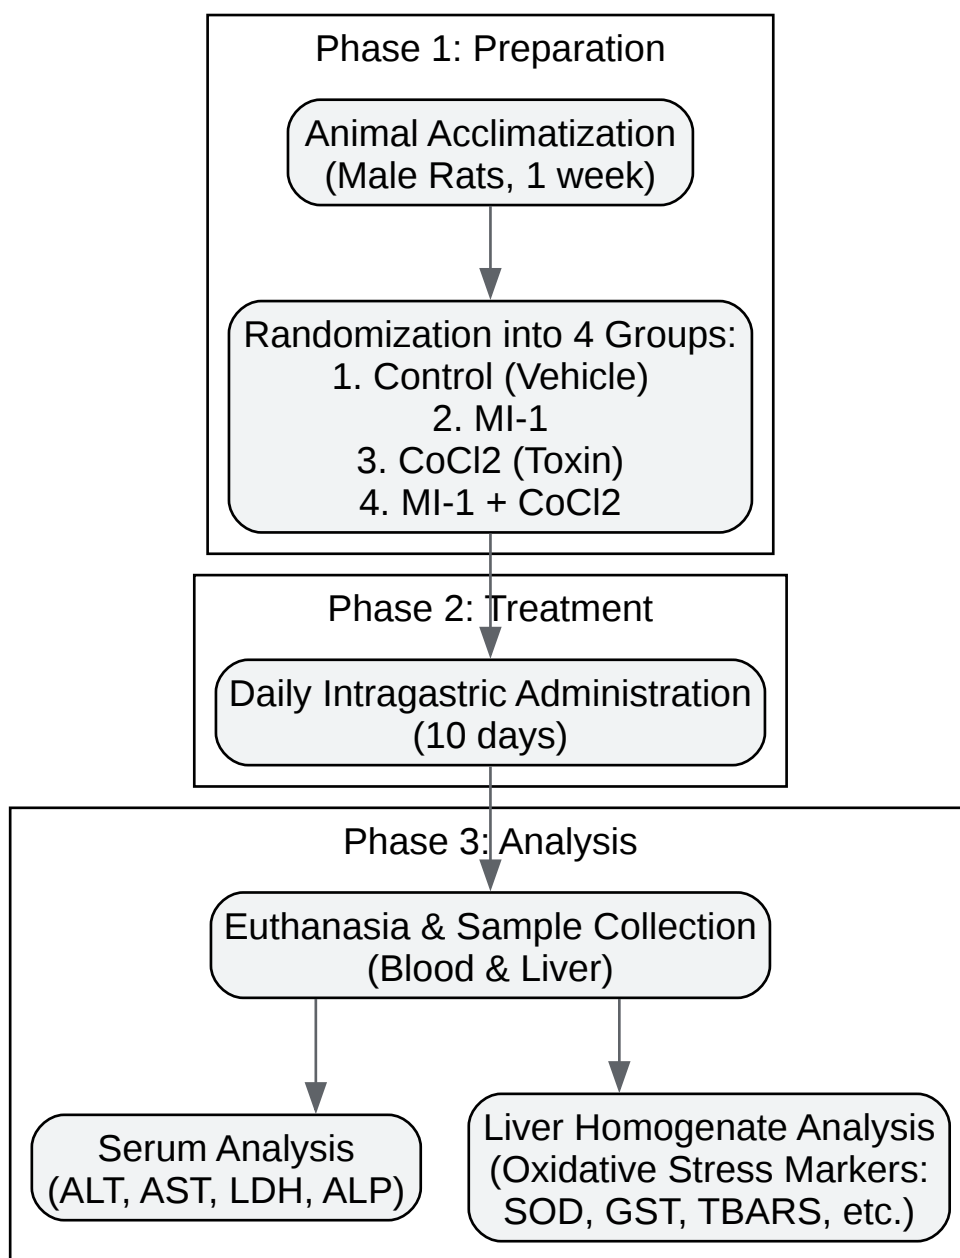 Phase 1: Preparation
Animal Acclimatization
(Male Rats, 1 week)
Randomization into 4 Groups:
1. Control (Vehicle)
2. MI-1
3. CoCl2 (Toxin)
4. MI-1 + CoCl2
Phase 2: Treatment
Daily Intragastric Administration
(10 days)
Phase 3: Analysis
Euthanasia & Sample Collection
(Blood & Liver)
Serum Analysis
(ALT, AST, LDH, ALP)
Liver Homogenate Analysis
(Oxidative Stress Markers:
SOD, GST, TBARS, etc.)